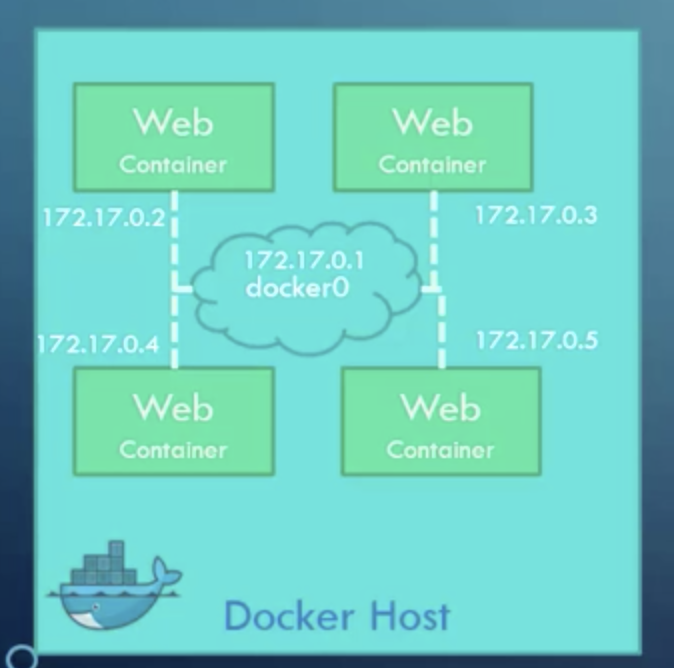 Web
Container
Web
Container
172.17.0.2
172.17.0.3
172.17.0.1
docker0
172.17.0.4
172.17.0.5
Web
Container
Web
Container
Docker Host